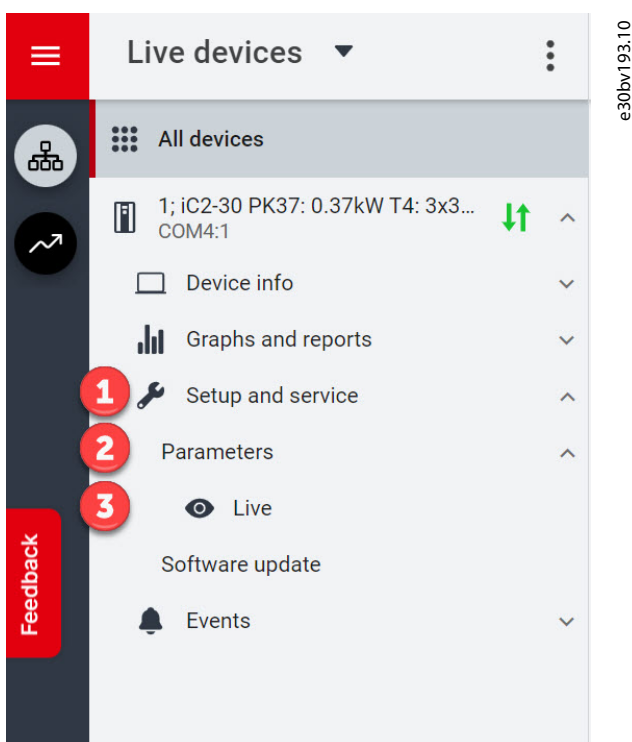 Live devices
e30bv193.10
All devices
1; iC2-30 PK37: 0.37kW T4: 3x3...
COM4:1
Device info
Graphs and reports
1
Setup and service
2
Parameters
3
Live
Software update
Feedback
Events